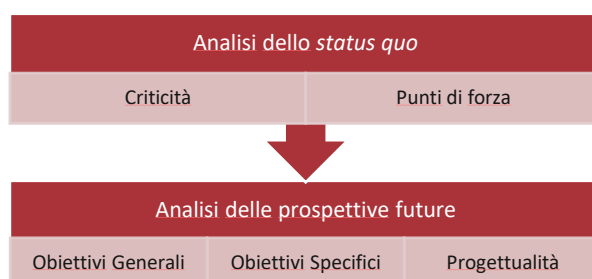 Analisi dello status quo
Criticità
Punti di forza
Analisi delle prospettive future
Obiettivi Generali
Obiettivi Specifici
Progettualità